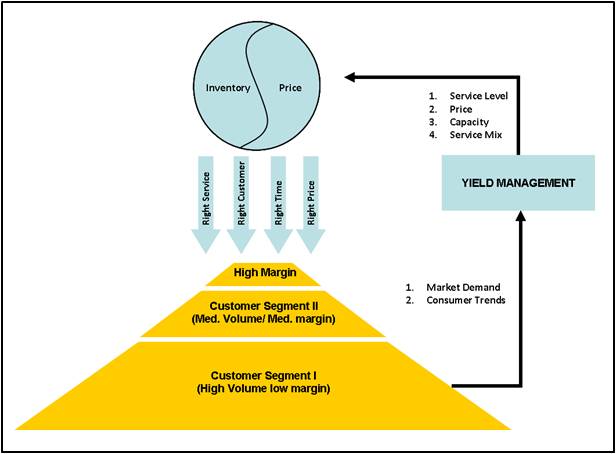 Inventory
Price
1. Service Level
2. Price
3. Capacity
4. Service Mix
YIELD MANAGEMENT
Right Service
Right Customer
Right Time
Right Price
High Margin
Customer Segment II
(Med. Volume/ Med. margin)
1. Market Demand
2. Consumer Trends
Customer Segment I
(High Volume low margin)